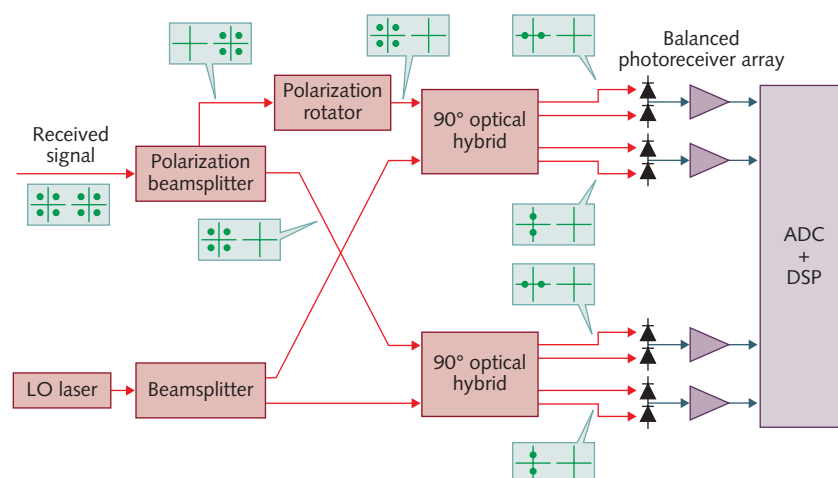 Balanced
photoreceiver array
Polarization
rotator
90° optical
hybrid
Received
signal
Polarization
beamsplitter
ADC
+
DSP
LO laser
Beamsplitter
90° optical
hybrid